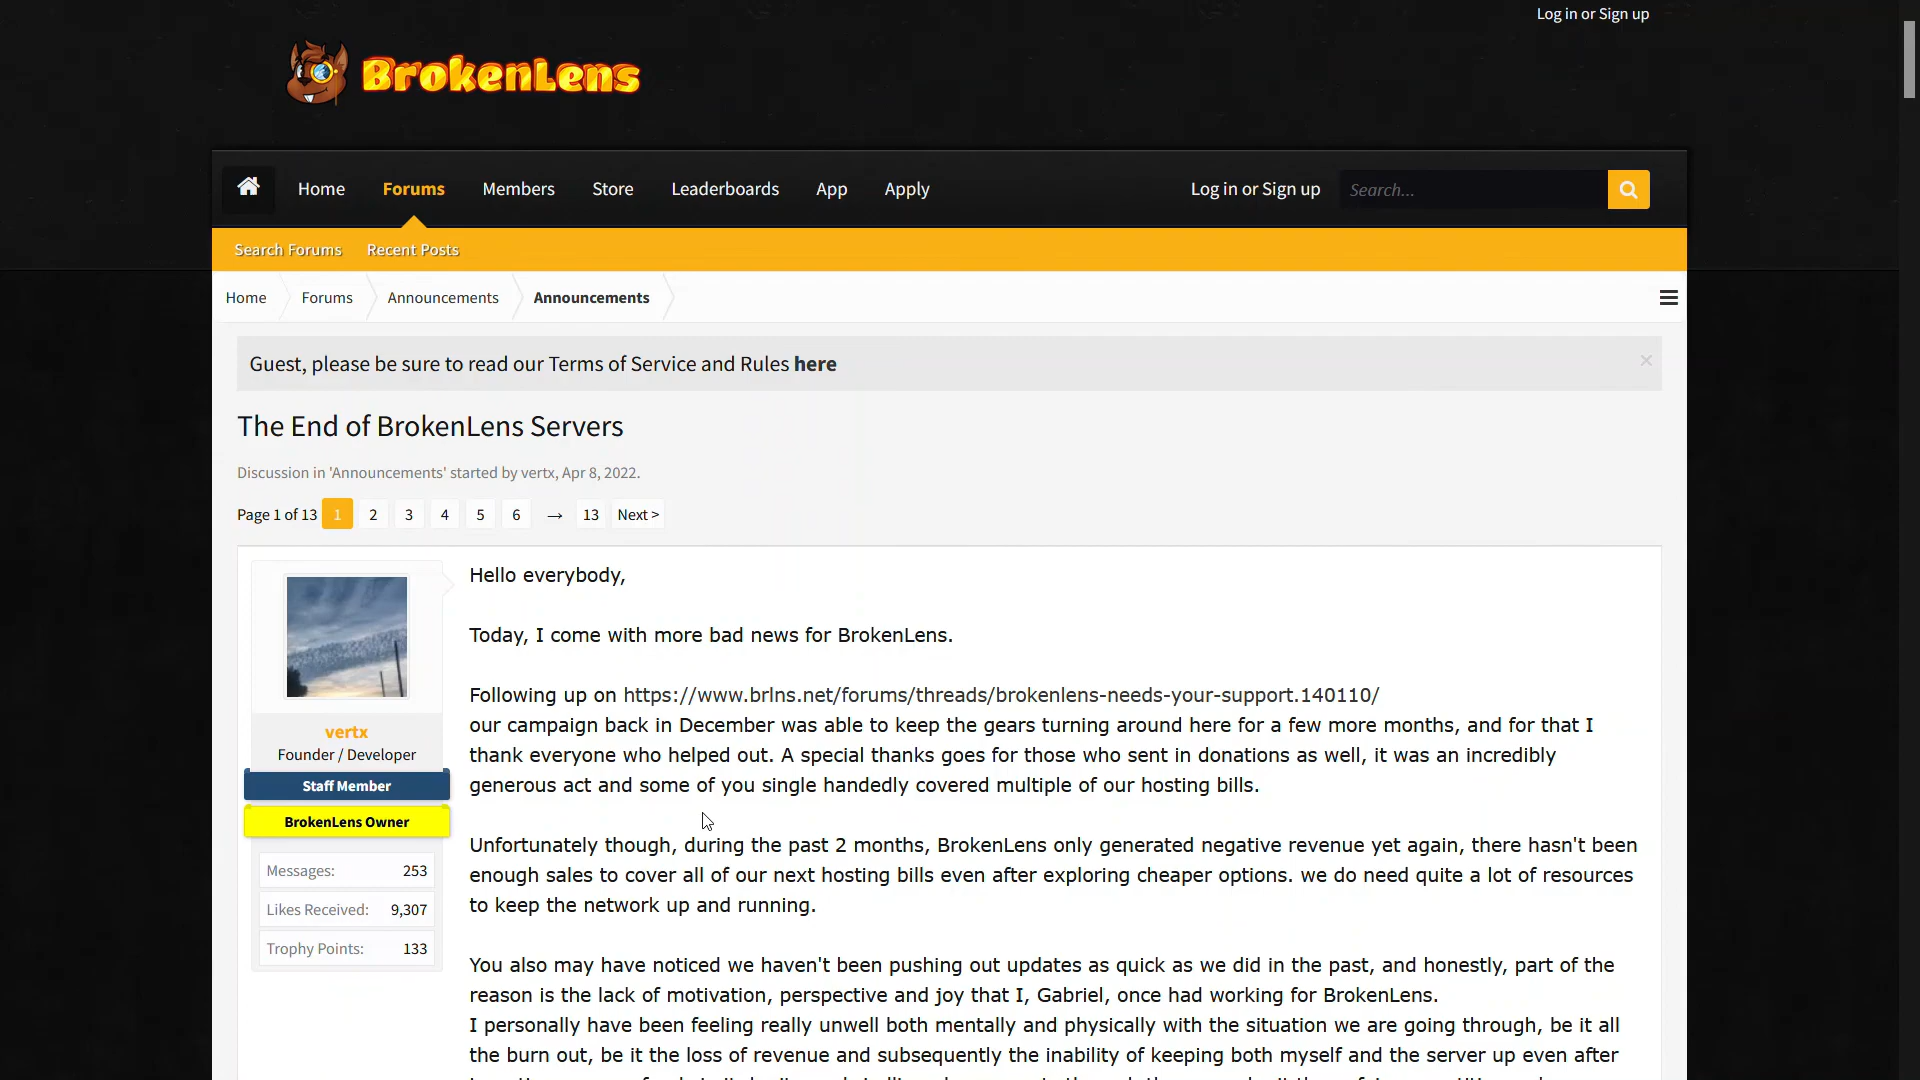 Log in or Sign up
BrokenLens
Home Forums Members Store Leaderboards App Apply Log in or Sign up Search...
Search Forums Recent Posts
Home Forums Announcements Announcements
Guest, please be sure to read our Terms of Service and Rules here
The End of BrokenLens Servers
Discussion in 'Announcements' started by vertx, Apr 8, 2022.
Page 1 of 13 1 2 3 4 5 6 → 13 Next >
vertx
Founder / Developer
Staff Member
BrokenLens Owner
Messages: 253
Likes Received: 9,307
Trophy Points: 133
Hello everybody,
Today, I come with more bad news for BrokenLens.
Following up on https://www.brlns.net/forums/threads/brokenlens-needs-your-support.140110/
our campaign back in December was able to keep the gears turning around here for a few more months, and for that I
thank everyone who helped out. A special thanks goes for those who sent in donations as well, it was an incredibly
generous act and some of you single handedly covered multiple of our hosting bills.
Unfortunately though, during the past 2 months, BrokenLens only generated negative revenue yet again, there hasn't been
enough sales to cover all of our next hosting bills even after exploring cheaper options. we do need quite a lot of resources
to keep the network up and running.
You also may have noticed we haven't been pushing out updates as quick as we did in the past, and honestly, part of the
reason is the lack of motivation, perspective and joy that I, Gabriel, once had working for BrokenLens.
I personally have been feeling really unwell both mentally and physically with the situation we are going through, be it all
the burn out, be it the loss of revenue and subsequently the inability of keeping both myself and the server up even after